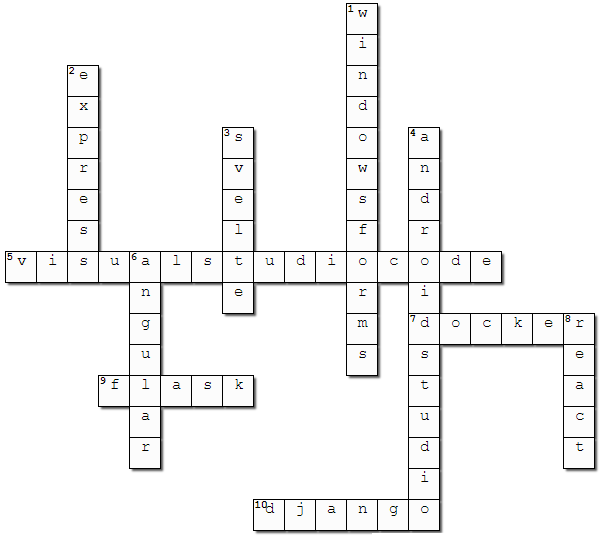 1 windowsforms
2 express
3 svelte
4 androidstudio
5 visualstudiocode
6 angular
7 docker
8 react
9 flask
10 django